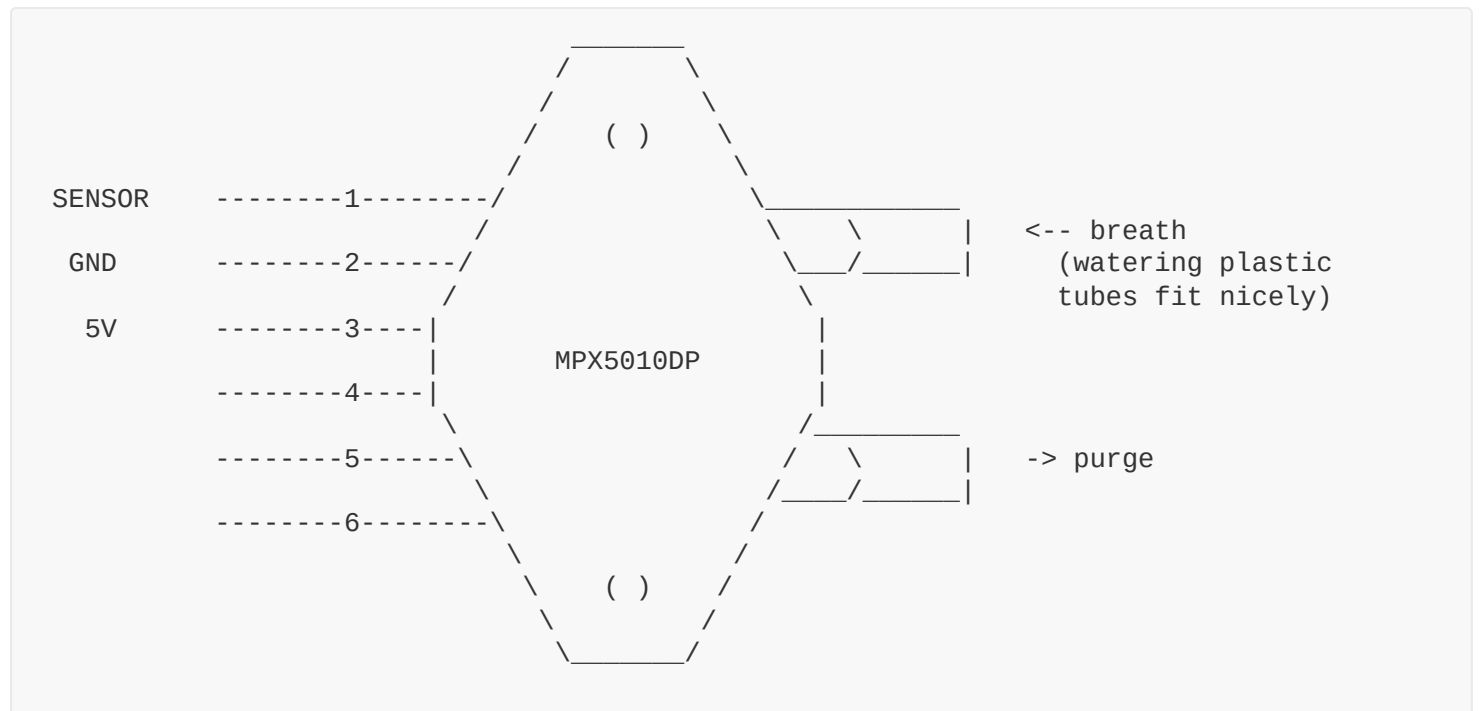 ( )
SENSOR --------1--------
<-- breath
GND --------2------
(watering plastic
tubes fit nicely)
5V --------3----
MPX5010DP
--------4----
--------5------
-> purge
--------6--------
( )